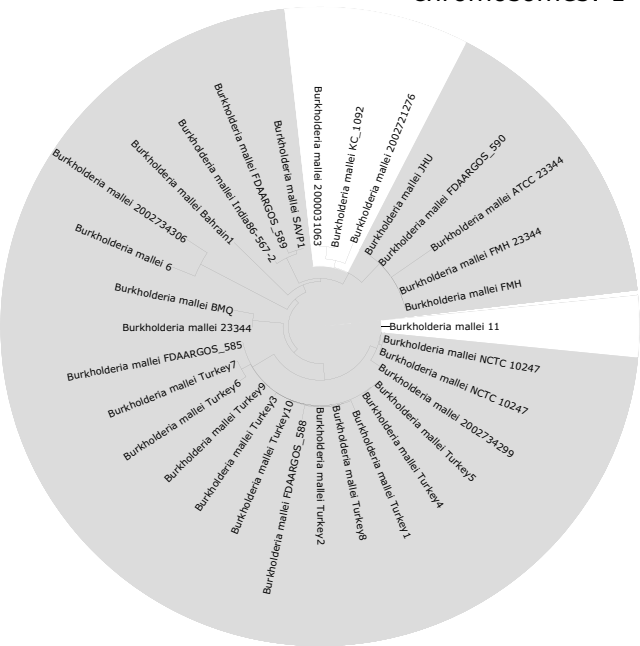 Burkholderia mallei 2000031063
Burkholderia mallei KC_1092
Burkholderia mallei 2002721276
Burkholderia mallei JHU
Burkholderia mallei FDAARGOS_590
Burkholderia mallei ATCC 23344
Burkholderia mallei FMH 23344
Burkholderia mallei FMH
Burkholderia mallei 11
Burkholderia mallei NCTC 10247
Burkholderia mallei NCTC 10247
Burkholderia mallei 2002734299
Burkholderia mallei Turkey5
Burkholderia mallei Turkey4
Burkholderia mallei Turkey1
Burkholderia mallei Turkey8
Burkholderia mallei Turkey2
Burkholderia mallei FDAARGOS_588
Burkholderia mallei Turkey10
Burkholderia mallei Turkey3
Burkholderia mallei Turkey9
Burkholderia mallei Turkey6
Burkholderia mallei Turkey7
Burkholderia mallei FDAARGOS_585
Burkholderia mallei 23344
Burkholderia mallei BMQ
Burkholderia mallei 6
Burkholderia mallei 2002734306
Burkholderia mallei Bahrain1
Burkholderia mallei India86-567-2
Burkholderia mallei FDAARGOS_589
Burkholderia mallei SAVP1